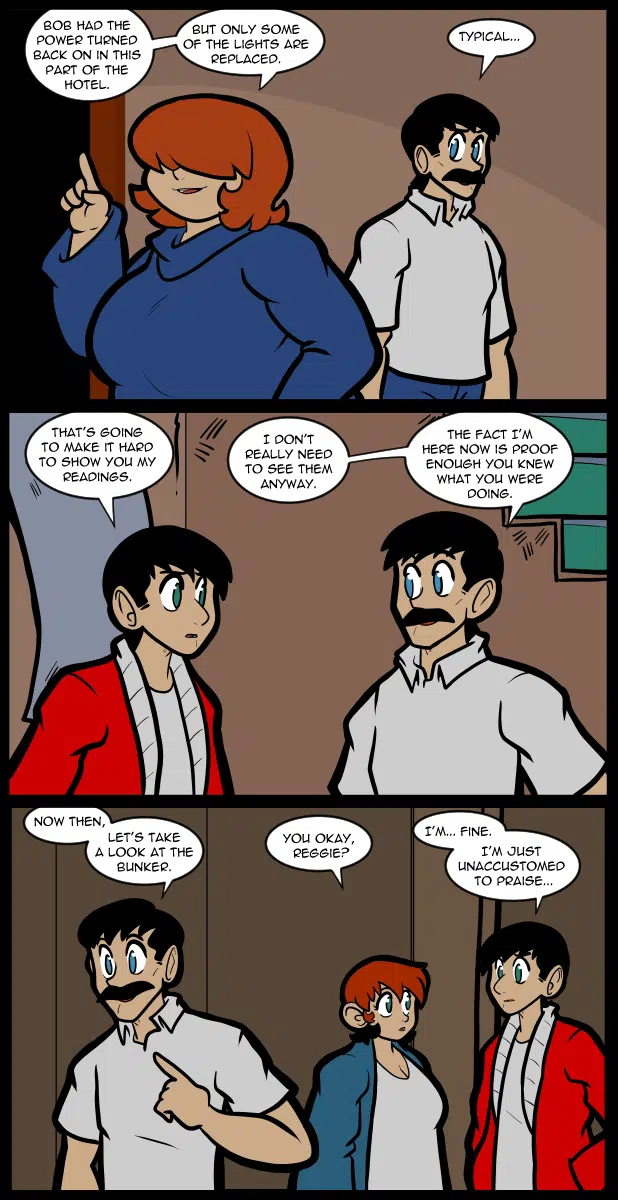 BOB HAD THE
POWER TURNED
BACK ON IN THIS
PART OF THE
HOTEL.
BUT ONLY SOME
OF THE LIGHTS ARE
REPLACED.
TYPICAL...
THAT'S GOING
TO MAKE IT HARD
TO SHOW YOU MY
READINGS.
I DON'T
REALLY NEED
TO SEE THEM
ANYWAY.
THE FACT I'M
HERE NOW IS PROOF
ENOUGH YOU KNEW
WHAT YOU WERE
DOING.
NOW THEN,
LET'S TAKE
A LOOK AT THE
BUNKER.
YOU OKAY,
REGGIE?
I'M... FINE.
I'M JUST
UNACCUSTOMED
TO PRAISE...